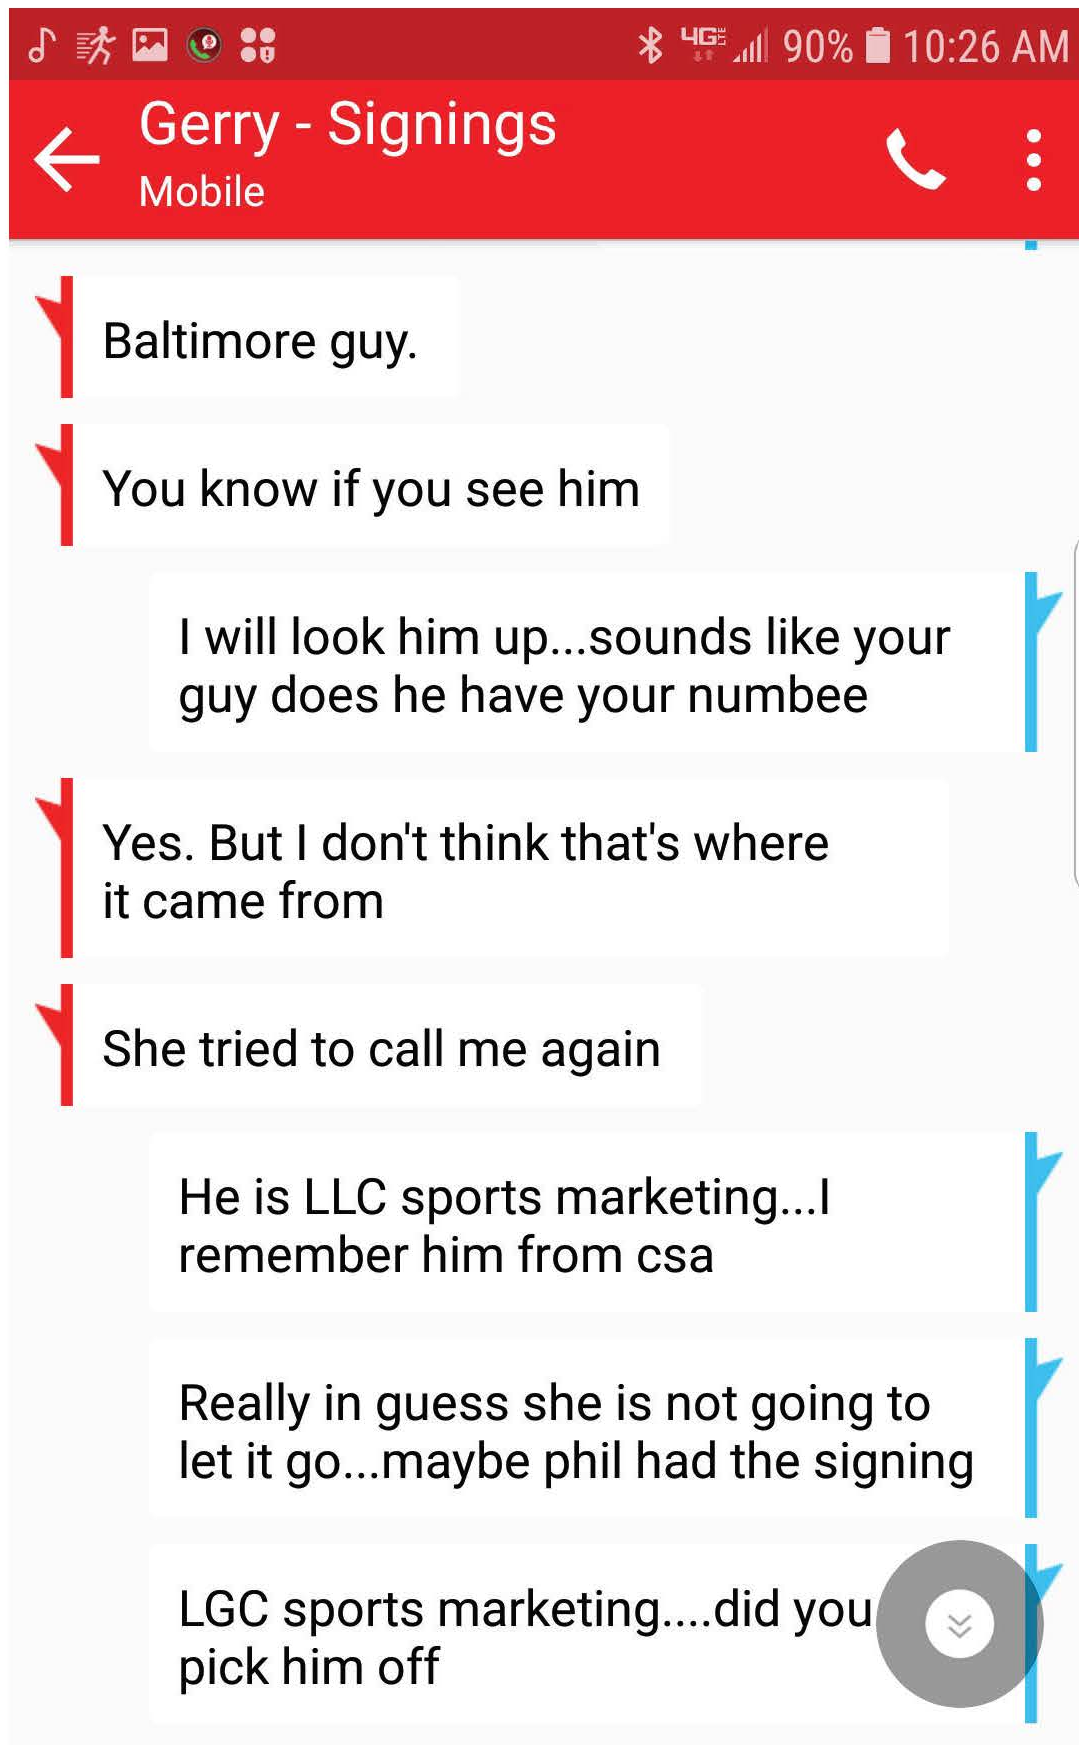 4G LTE 90% 10:26 AM
Gerry - Signings
Mobile
Baltimore guy.
You know if you see him
I will look him up...sounds like your
guy does he have your numbee
Yes. But I don't think that's where
it came from
She tried to call me again
He is LLC sports marketing...I
remember him from csa
Really in guess she is not going to
let it go...maybe phil had the signing
LGC sports marketing....did you
pick him off